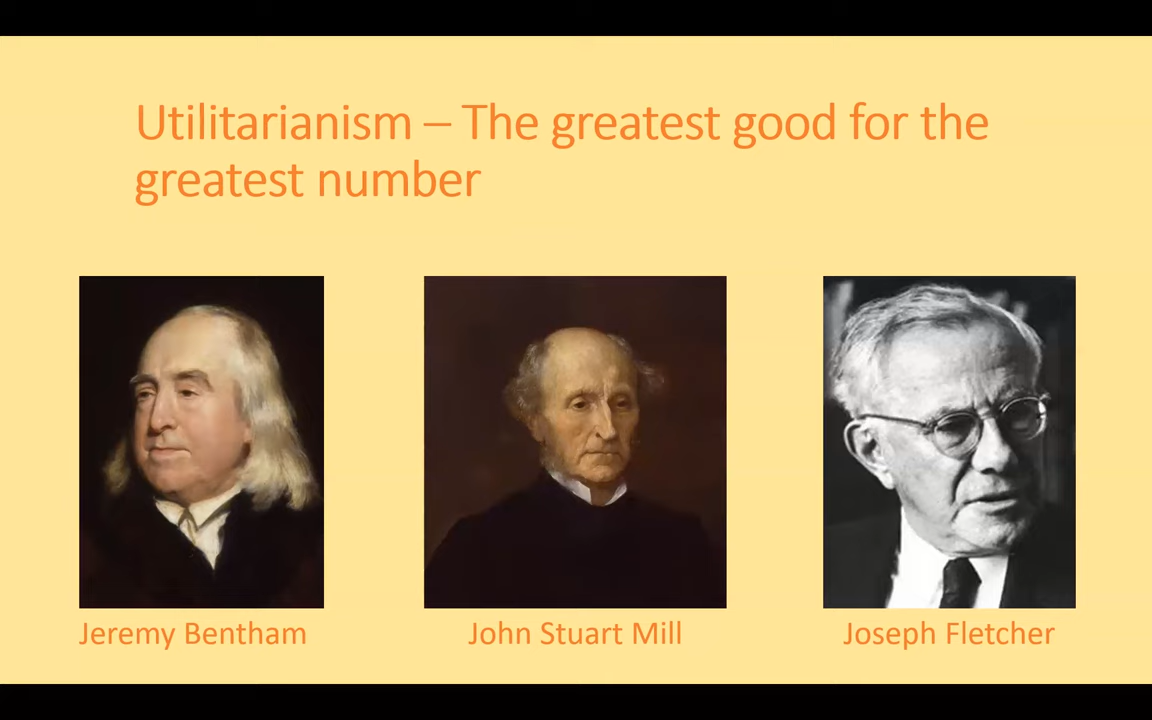 Utilitarianism – The greatest good for the
greatest number
Jeremy Bentham
John Stuart Mill
Joseph Fletcher